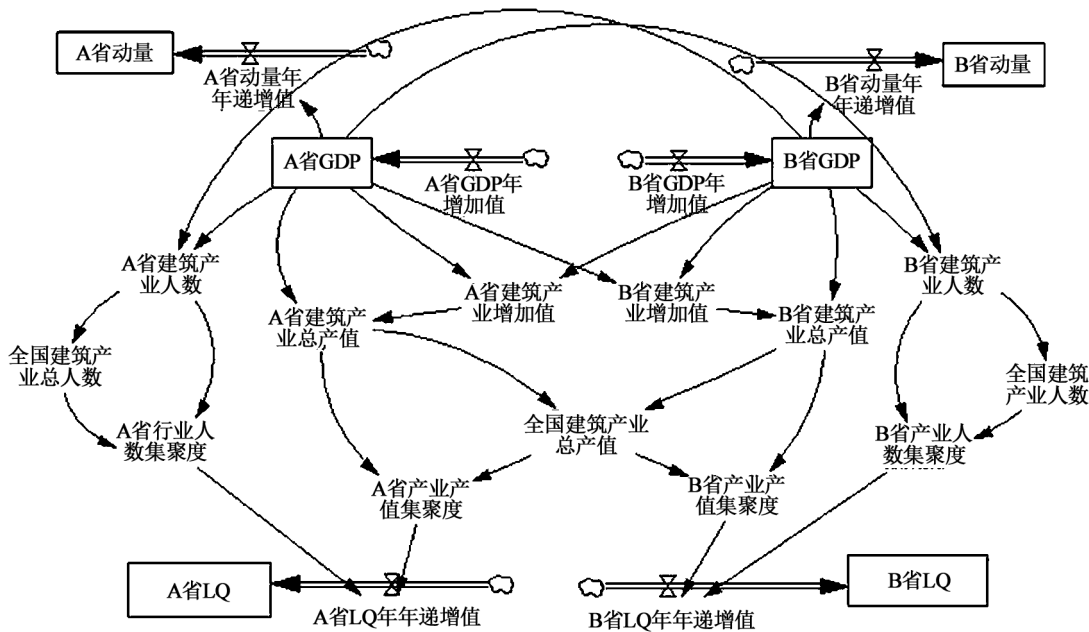 A省动量
B省动量
A省动量年
年递增值
B省动量年
年递增值
A省GDP
B省GDP
A省GDP年
增加值
B省GDP年
增加值
A省建筑产
业人数
A省建筑产
业增加值
B省建筑产
业增加值
B省建筑产
业人数
A省建筑产
业总产值
B省建筑产
业总产值
全国建筑产
业总人数
全国建筑
产业人数
A省行业人
数集聚度
全国建筑产业
总产值
B省产业人
数集聚度
A省产业产
值集聚度
B省产业产
值集聚度
A省LQ
B省LQ
A省LQ年年递增值
B省LQ年年递增值